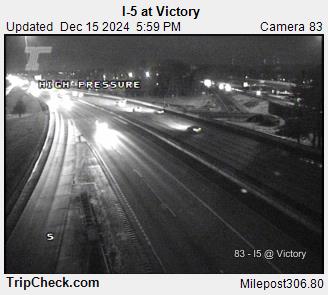 I-5 at Victory
Updated Dec 15 2024 5:59 PM Camera 83
T
HIGH PRESSURE
S
83 - I5 @ Victory
TripCheck.com Milepost306.80